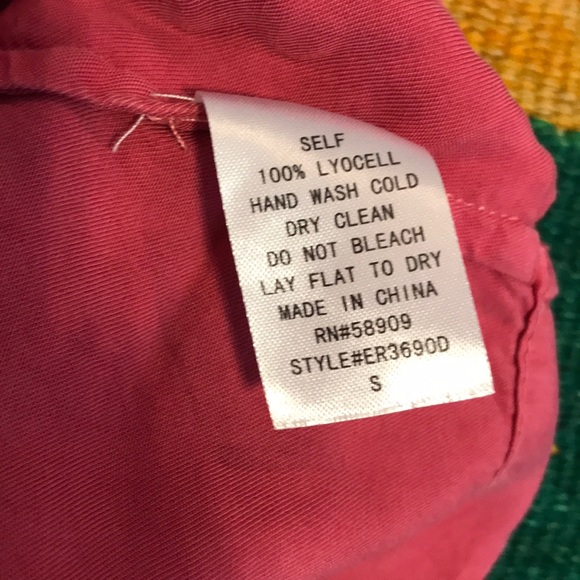 SELF
100% LYOCELL
HAND WASH COLD
DRY CLEAN
DO NOT BLEACH
LAY FLAT TO DRY
MADE IN CHINA
RN#58909
STYLE#ER3690D
S